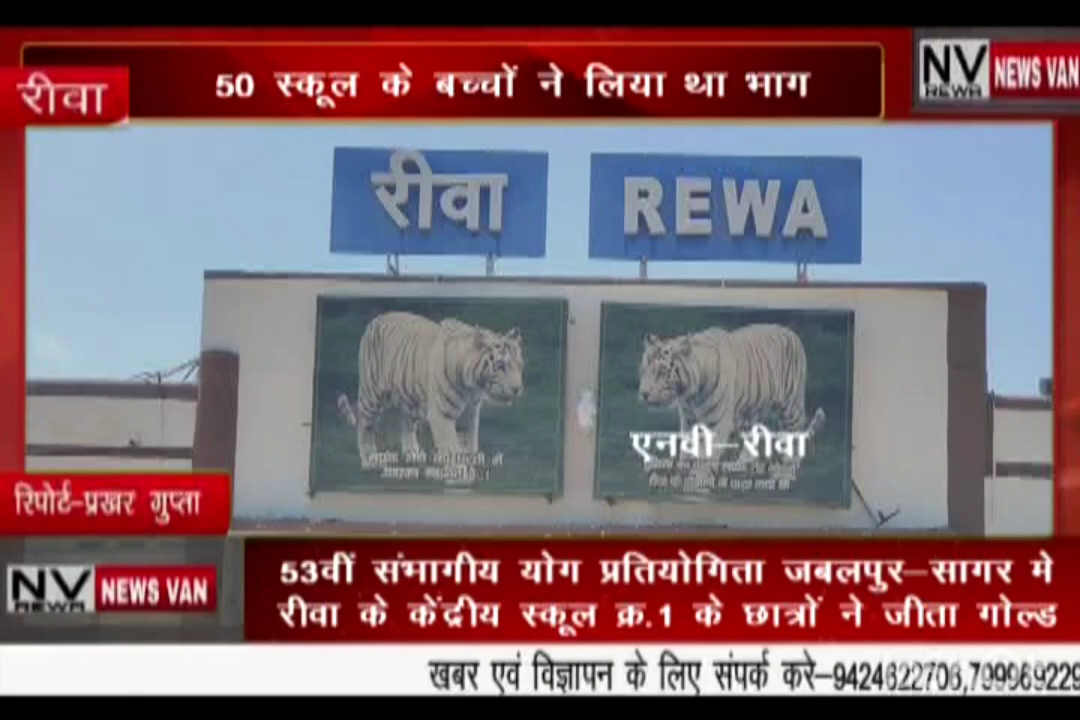 50 स्कूल के बच्चों ने लिया था भाग
रीवा
NV NEWS VAN
REWA
रीवा
REWA
एनवी–रीवा
रिपोर्ट-प्रखर गुप्ता
NV NEWS VAN
REWA
53वीं संभागीय योग प्रतियोगिता जबलपुर–सागर मे
रीवा के केंद्रीय स्कूल क्र.1 के छात्रों ने जीता गोल्ड
खबर एवं विज्ञापन के लिए संपर्क करे–9424622706,799969229